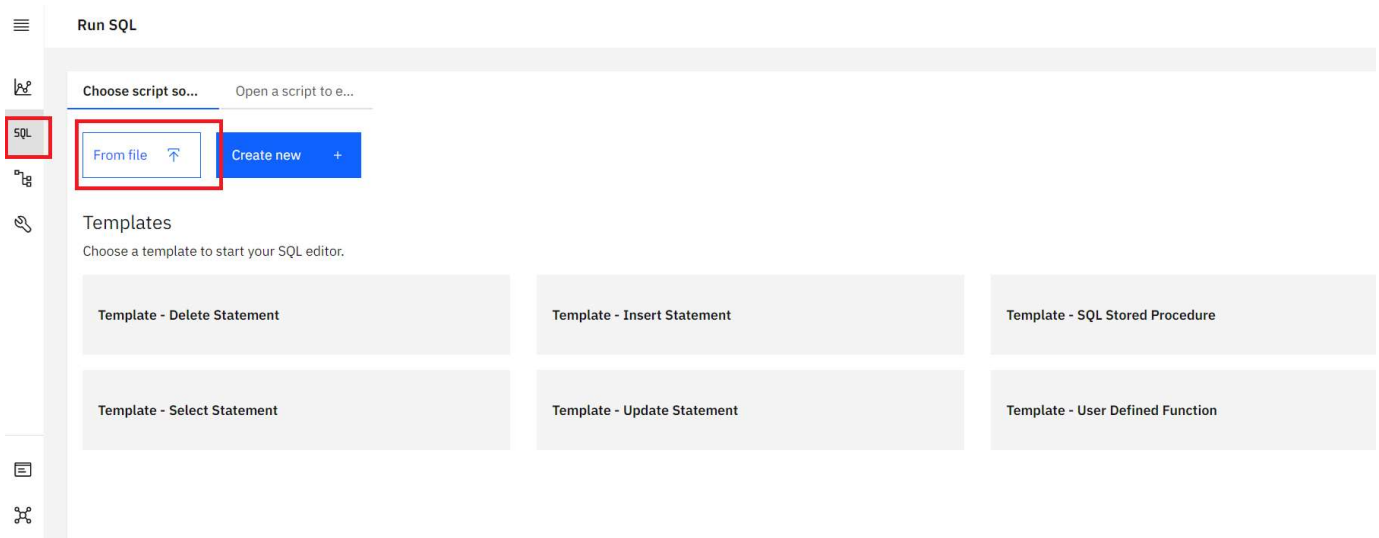 Run SQL
Choose script so...
Open a script to e...
SQL
From file
Create new +
Templates
Choose a template to start your SQL editor.
Template - Delete Statement
Template - Insert Statement
Template - SQL Stored Procedure
Template - Select Statement
Template - Update Statement
Template - User Defined Function